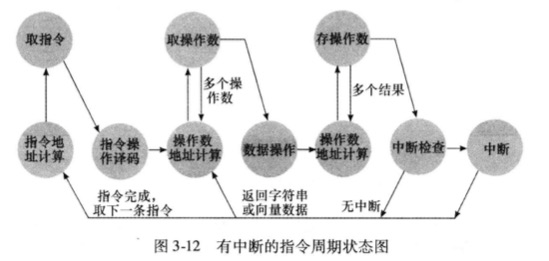 取指令
取操作数
存操作数
多个操
作数
多个结果
指令地
址计算
指令操
作译码
操作数
地址计算
数据操作
操作数
地址计算
中断检查
中断
指令完成,
取下一条指令
返回字符串
或向量数据
无中断
图 3-12 有中断的指令周期状态图